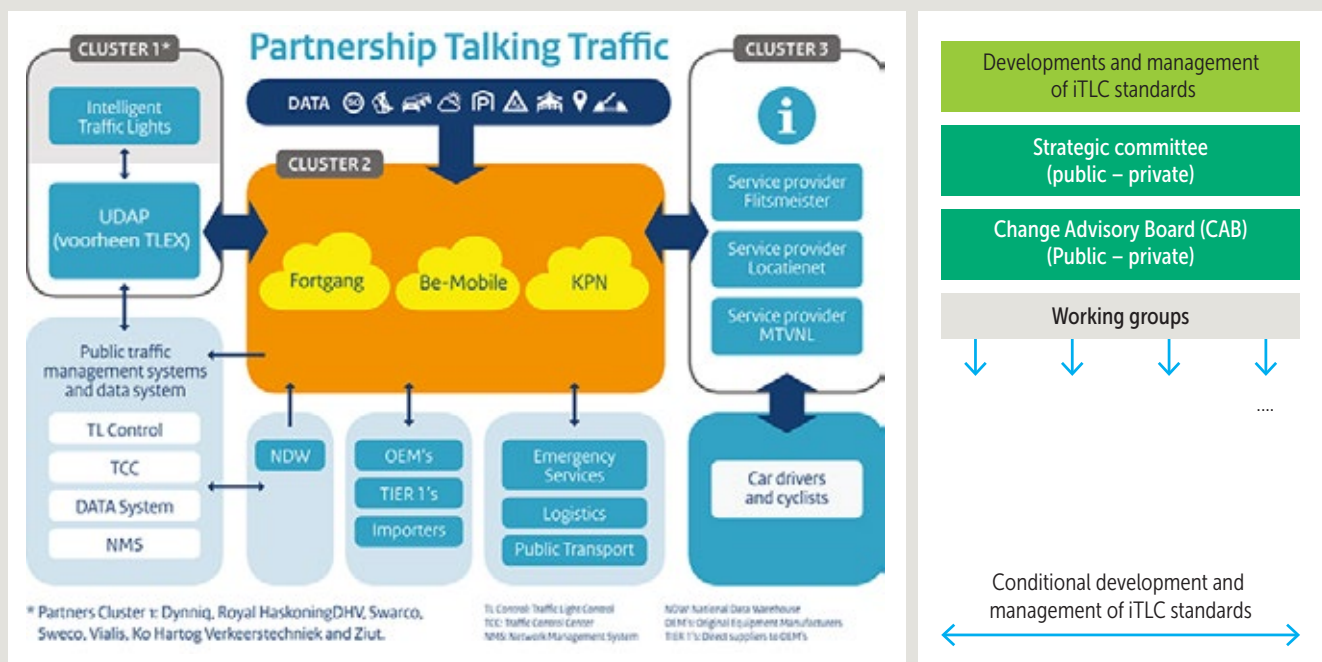 Partnership Talking Traffic
CLUSTER 1*
Intelligent
Traffic Lights
UDAP
(voorheen TLEX)
DATA
50
P
CLUSTER 2
Fortgang
Be-Mobile
KPN
CLUSTER 3
i
Service provider
Flitsmeister
Service provider
Locatienet
Service provider
MTVNL
Public traffic
management systems
and data system
TL Control
TCC
DATA System
NMS
NDW
OEM's
TIER 1's
Importers
Emergency
Services
Logistics
Public Transport
Car drivers
and cyclists
* Partners Cluster 1: Dynniq, Royal HaskoningDHV, Swarco,
Sweco, Vialis, Ko Hartog Verkeerstechniek and Ziut.
TL Control: Traffic Light Control
TCC: Traffic Control Center
NMS: Network Management System
NDW: National Data Warehouse
OEM's: Original Equipment Manufacturers
TIER 1's: Direct suppliers to OEM's
Developments and management
of iTLC standards
Strategic committee
(public – private)
Change Advisory Board (CAB)
(Public – private)
Working groups
....
Conditional development and
management of iTLC standards